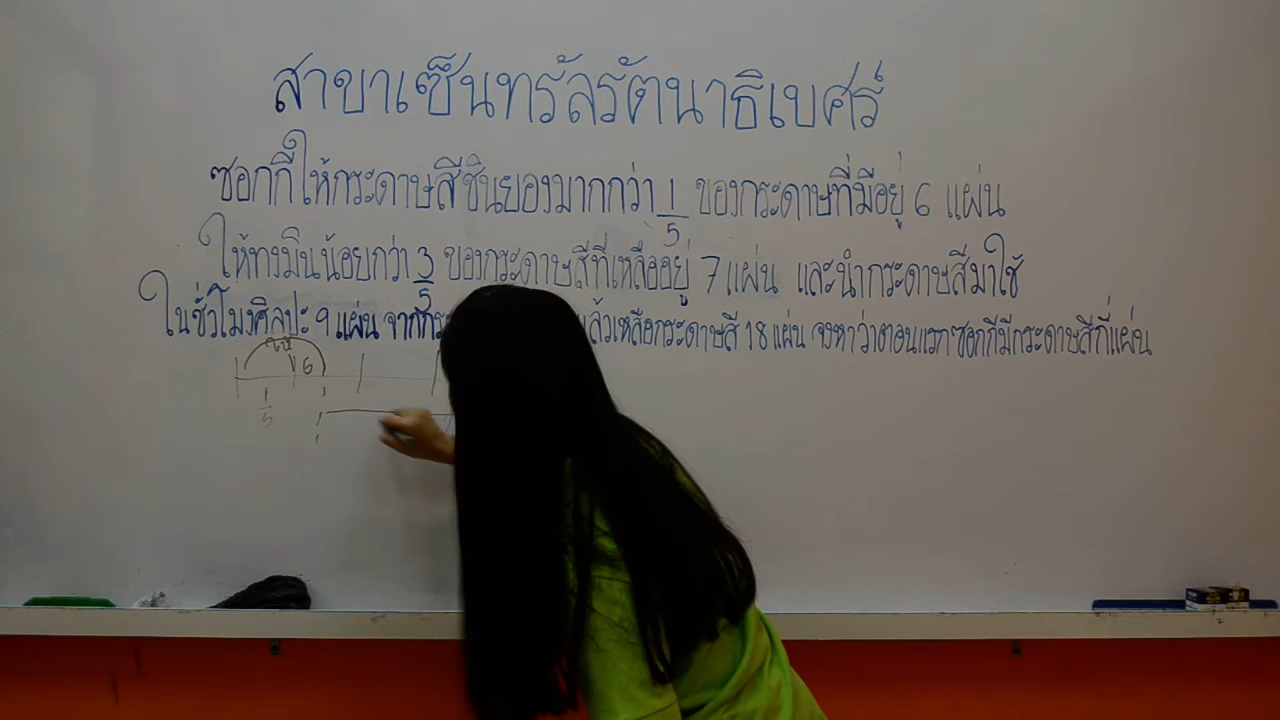 สาขาเซ็นทรัลรัตนาธิเบศร์
ซอกกี้ให้กระดาษสีซินยองมากกว่า 1/5 ของกระดาษที่มีอยู่ 6 แผ่น
ให้ทงมินน้อยกว่า 3/5 ของกระดาษสีที่เหลืออยู่ 7 แผ่น และนำกระดาษสีมาใช้
ในชั่วโมงศิลปะ 9 แผ่น จากกระ แล้วเหลือกระดาษสี 18 แผ่น จงหาว่าตอนแรกซอกกีมีกระดาษสีกี่แผ่น
ให้
6
1/5